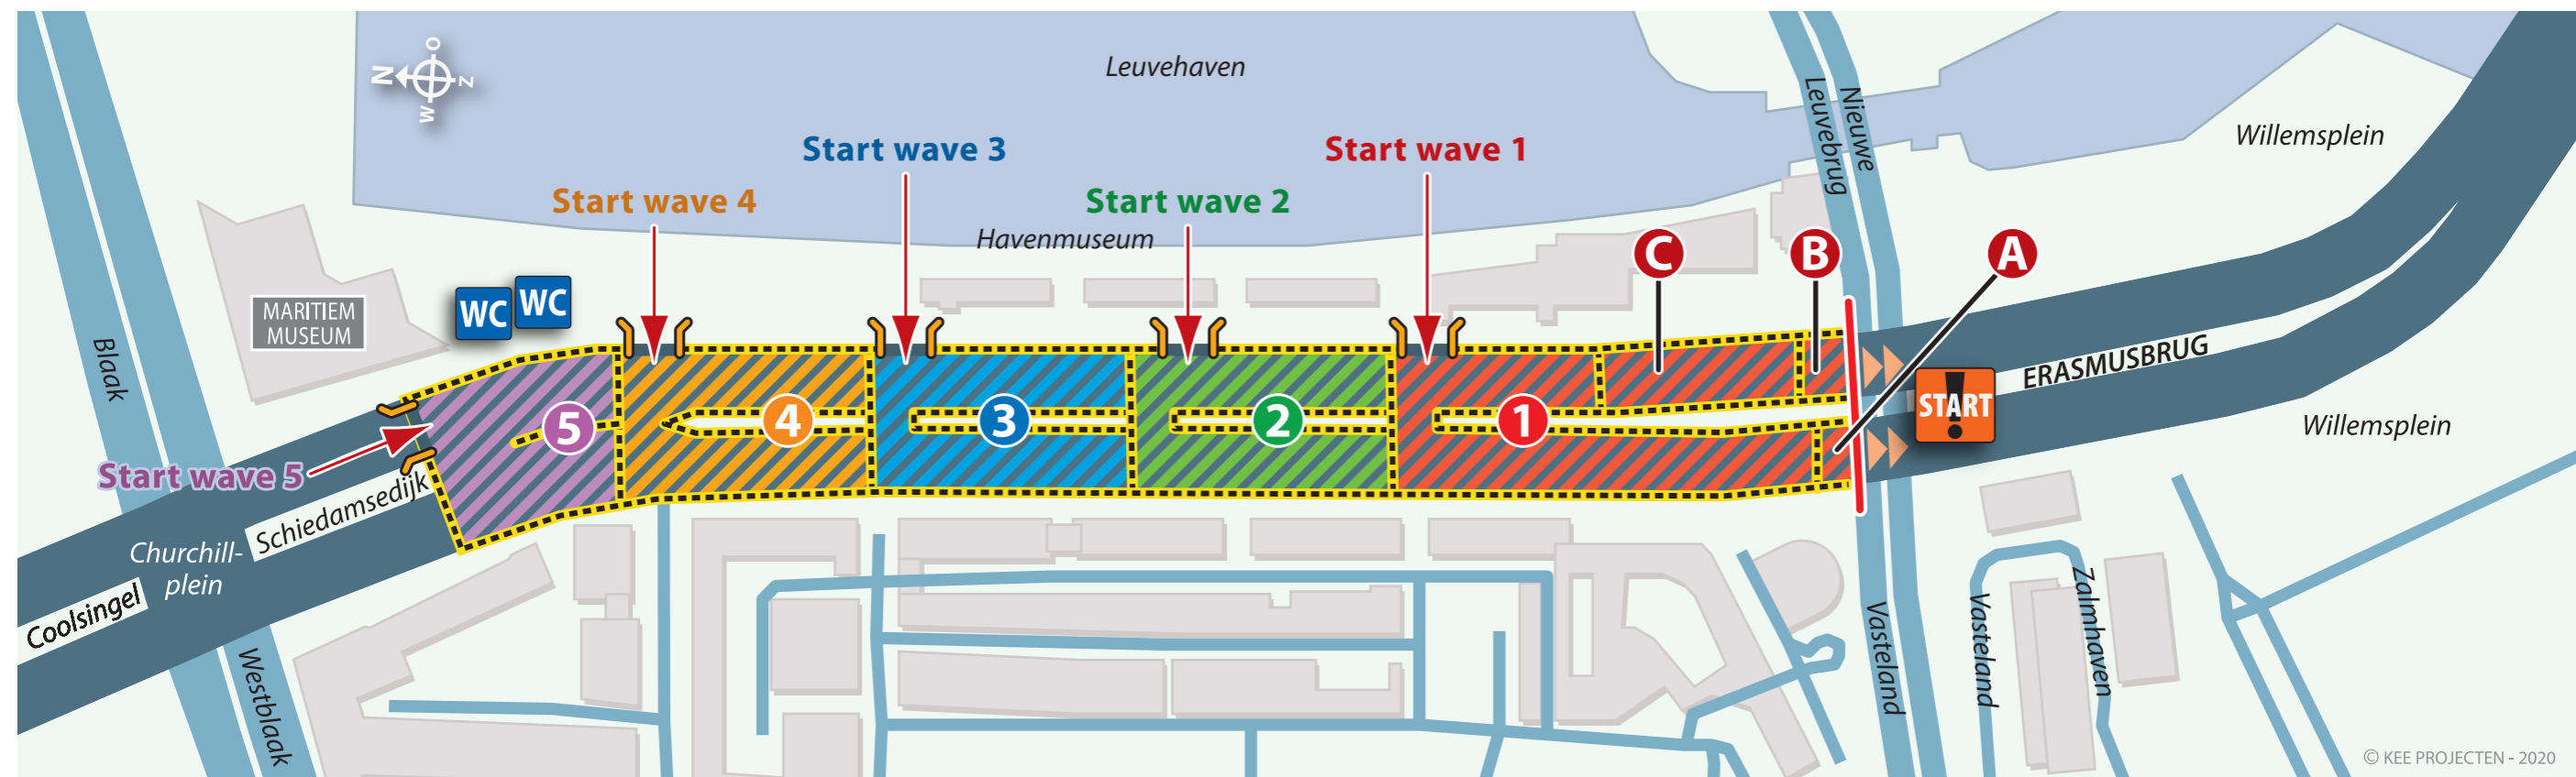 N
O
Z
W
Leuvehaven
Leuvebrug
Nieuwe
Willemsplein
Start wave 3
Start wave 1
Start wave 4
Start wave 2
Havenmuseum
C
B
A
WC
WC
MARITIEM
MUSEUM
Blaak
5
4
3
2
1
START
ERASMUSBRUG
Willemsplein
Start wave 5
Schiedamsedijk
Churchill-
plein
Coolsingel
Westblaak
Vasteland
Vasteland
Zalmhaven
© KEE PROJECTEN - 2020